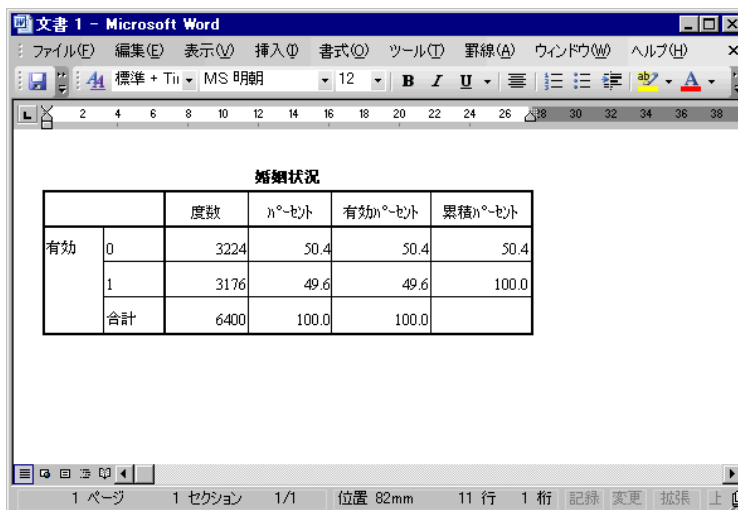 文書 1 - Microsoft Word
ファイル(F) 編集(E) 表示(V) 挿入(I) 書式(O) ツール(T) 罫線(A) ウィンドウ(W) ヘルプ(H) ×
標準 + Tii MS 明朝 12 B I U ab A
2 4 6 8 10 12 14 16 18 20 22 24 26 28 30 32 34 36 38
婚姻状況
度数 ﾊﾟｰｾﾝﾄ 有効ﾊﾟｰｾﾝﾄ 累積ﾊﾟｰｾﾝﾄ
有効 0 3224 50.4 50.4 50.4
1 3176 49.6 49.6 100.0
合計 6400 100.0 100.0
1 ページ 1 セクション 1/1 位置 82mm 11 行 1 桁 記録 変更 拡張 上